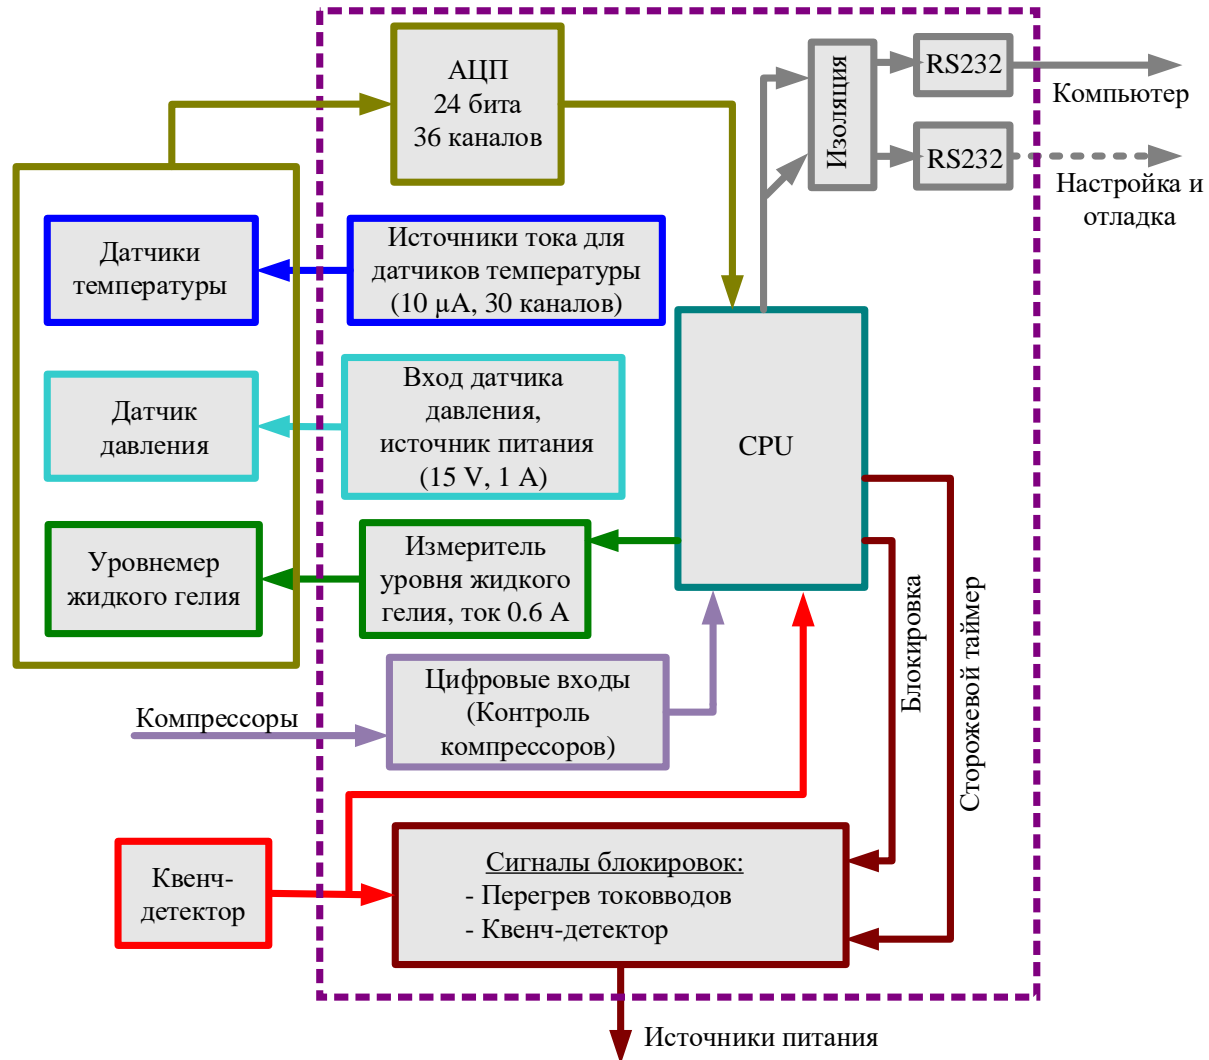 АЦП
24 бита
36 каналов
Изоляция
RS232
Компьютер
RS232
Настройка и
отладка
Датчики
температуры
Источники тока для
датчиков температуры
(10 µA, 30 каналов)
Датчик
давления
Вход датчика
давления,
источник питания
(15 V, 1 A)
CPU
Уровнемер
жидкого гелия
Измеритель
уровня жидкого
гелия, ток 0.6 А
Блокировка
Сторожевой таймер
Компрессоры
Цифровые входы
(Контроль
компрессоров)
Квенч-
детектор
Сигналы блокировок:
- Перегрев токовводов
- Квенч-детектор
Источники питания